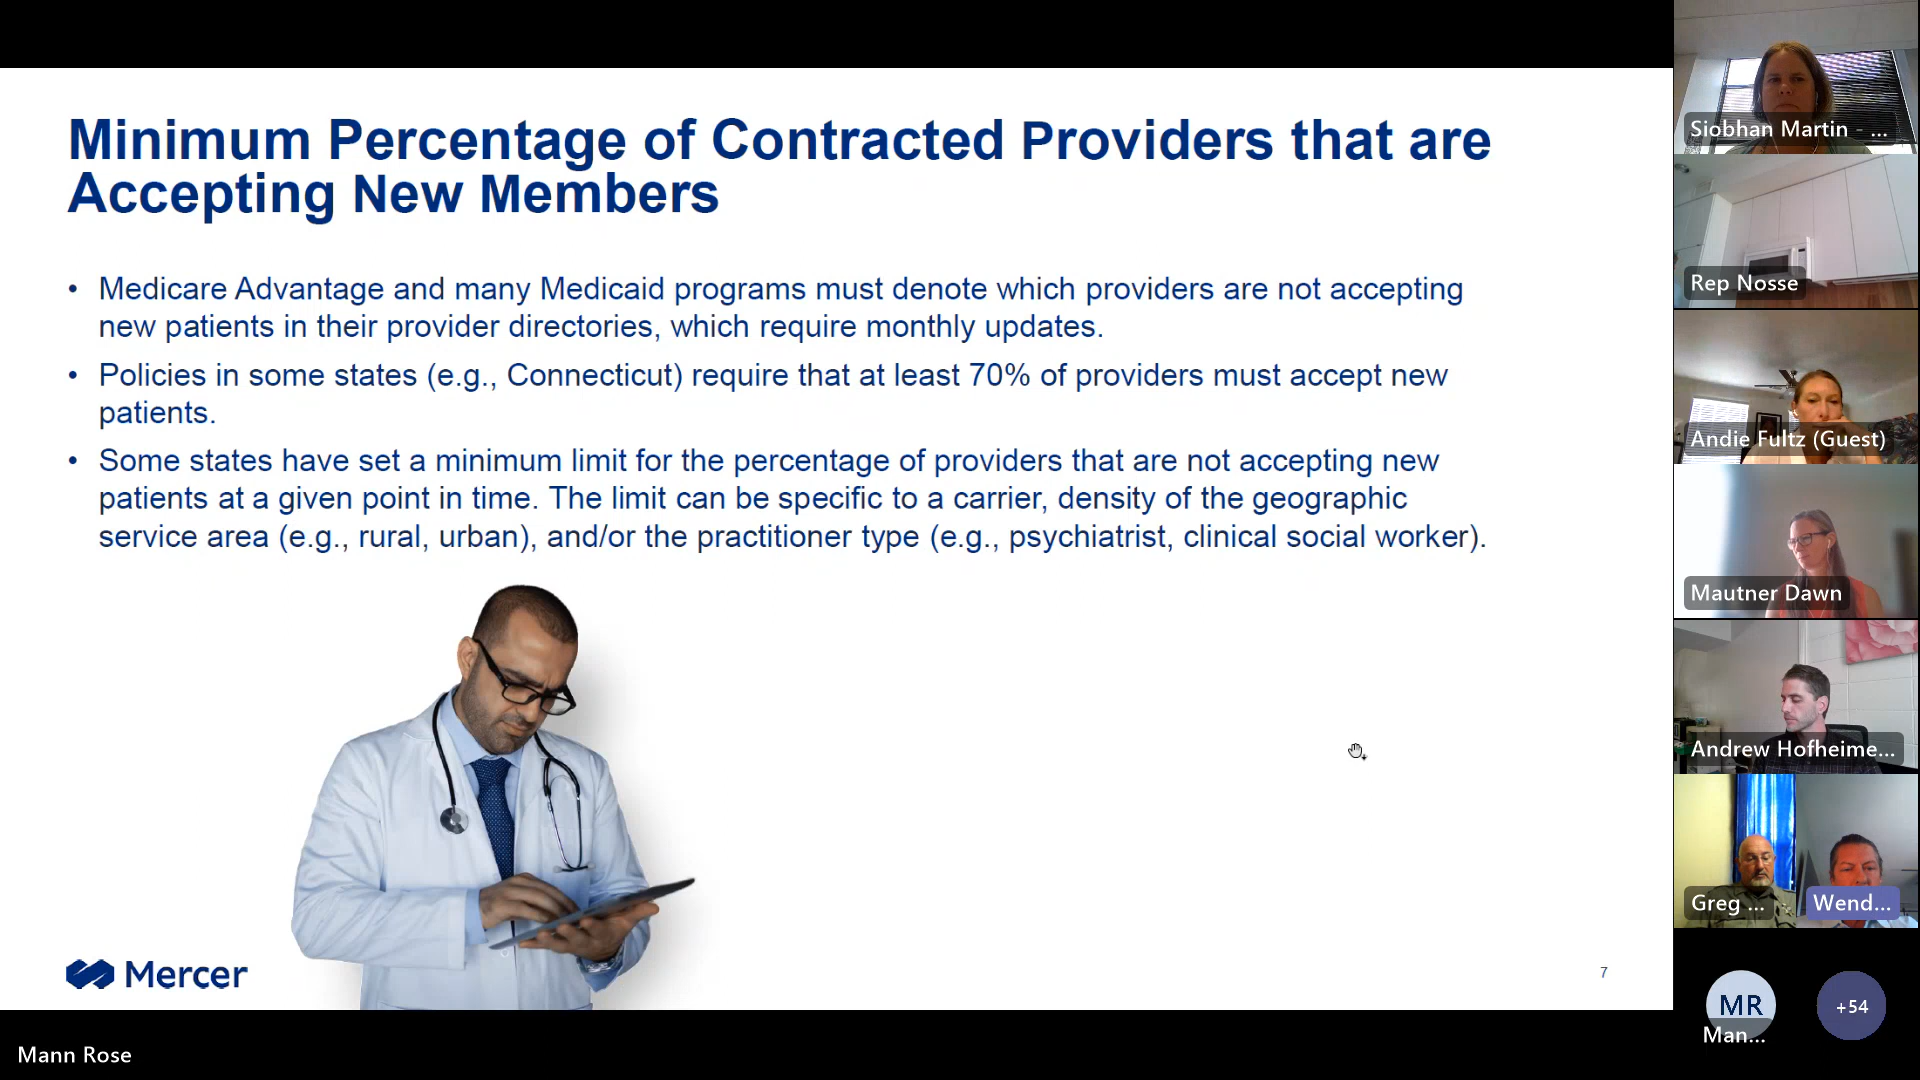 Minimum Percentage of Contracted Providers that are
Accepting New Members
• Medicare Advantage and many Medicaid programs must denote which providers are not accepting
new patients in their provider directories, which require monthly updates.
• Policies in some states (e.g., Connecticut) require that at least 70% of providers must accept new
patients.
• Some states have set a minimum limit for the percentage of providers that are not accepting new
patients at a given point in time. The limit can be specific to a carrier, density of the geographic
service area (e.g., rural, urban), and/or the practitioner type (e.g., psychiatrist, clinical social worker).
Mercer
7
Mann Rose
Siobhan Martin - ...
Rep Nosse
Andie Fultz (Guest)
Mautner Dawn
Andrew Hofheime...
Greg ...
Wend...
MR
Man...
+54